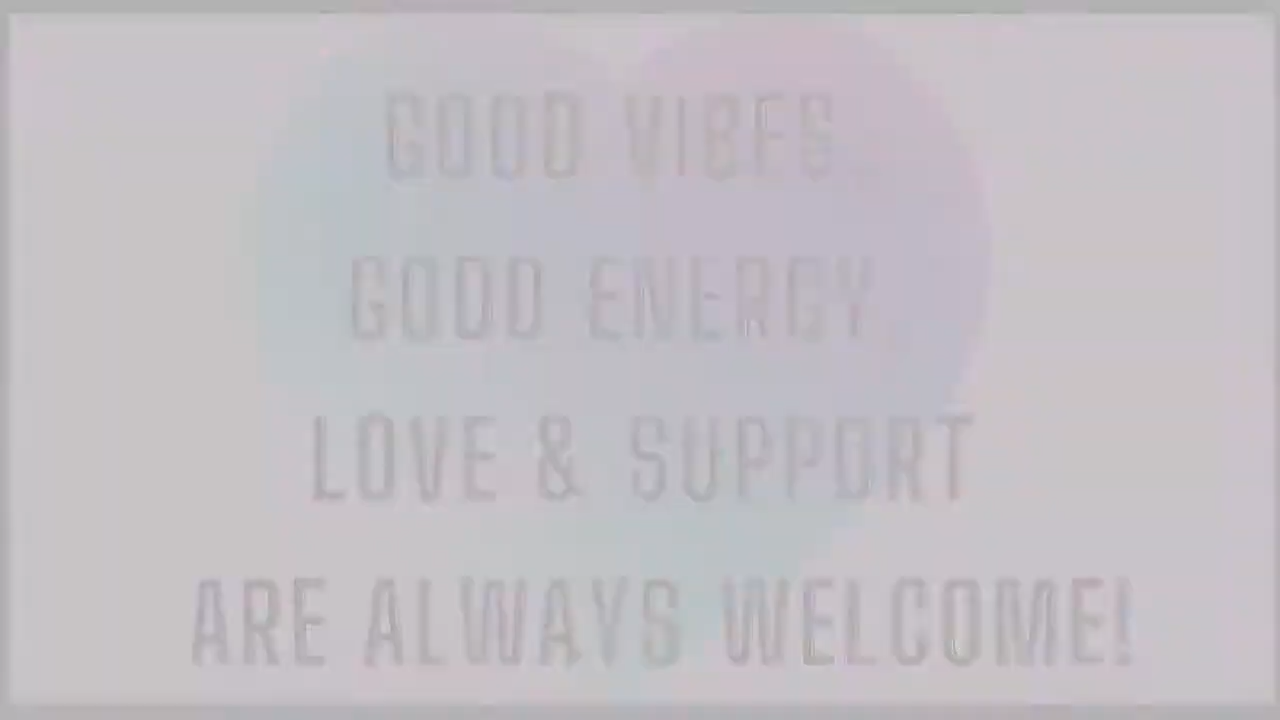 GOOD VIBES
GOOD ENERGY
LOVE & SUPPORT
ARE ALWAYS WELCOME!